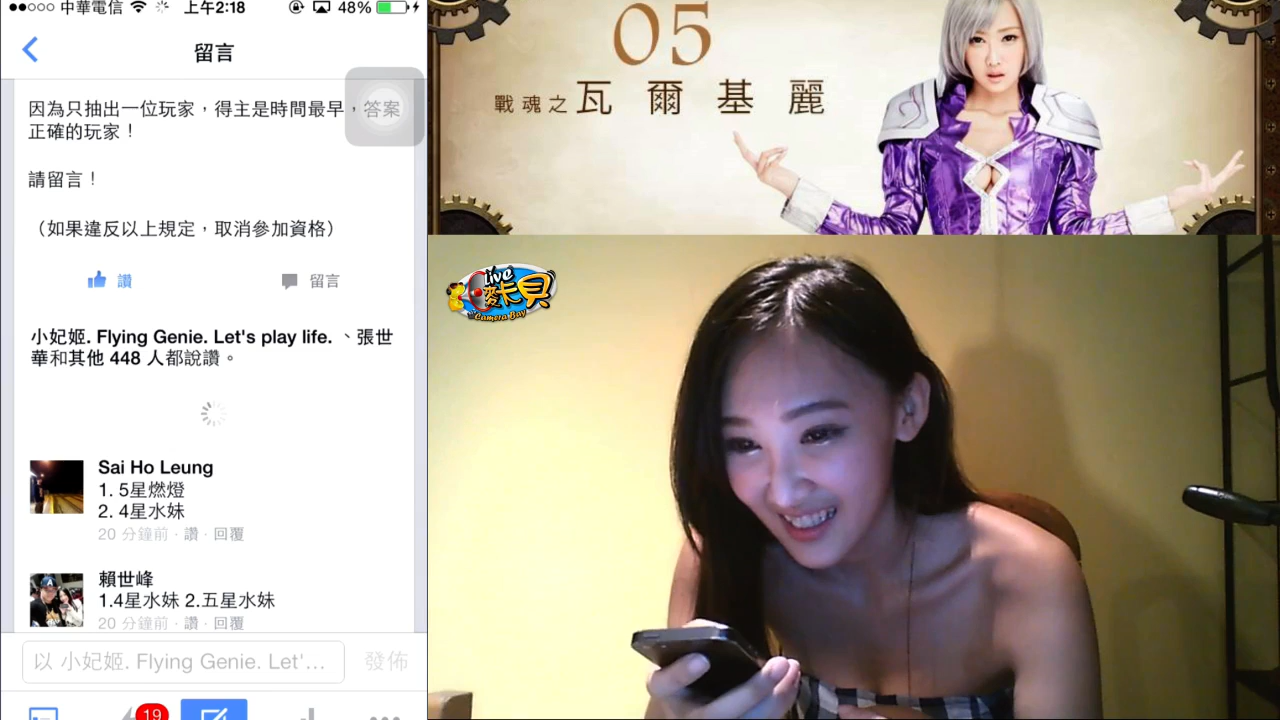 中華電信
上午2:18
48%
留言
因為只抽出一位玩家，得主是時間最早，答案
正確的玩家！
請留言！
（如果違反以上規定，取消參加資格）
讚
留言
小妃姬. Flying Genie. Let's play life. 、張世
華和其他 448 人都說讚。
Sai Ho Leung
1. 5星燃燈
2. 4星水妹
20 分鐘前 · 讚 · 回覆
賴世峰
1.4星水妹 2.五星水妹
20 分鐘前 · 讚 · 回覆
以 小妃姬. Flying Genie. Let'...
發佈
19
05
戰魂之瓦爾基麗
live
麥卡貝
Camera Bay